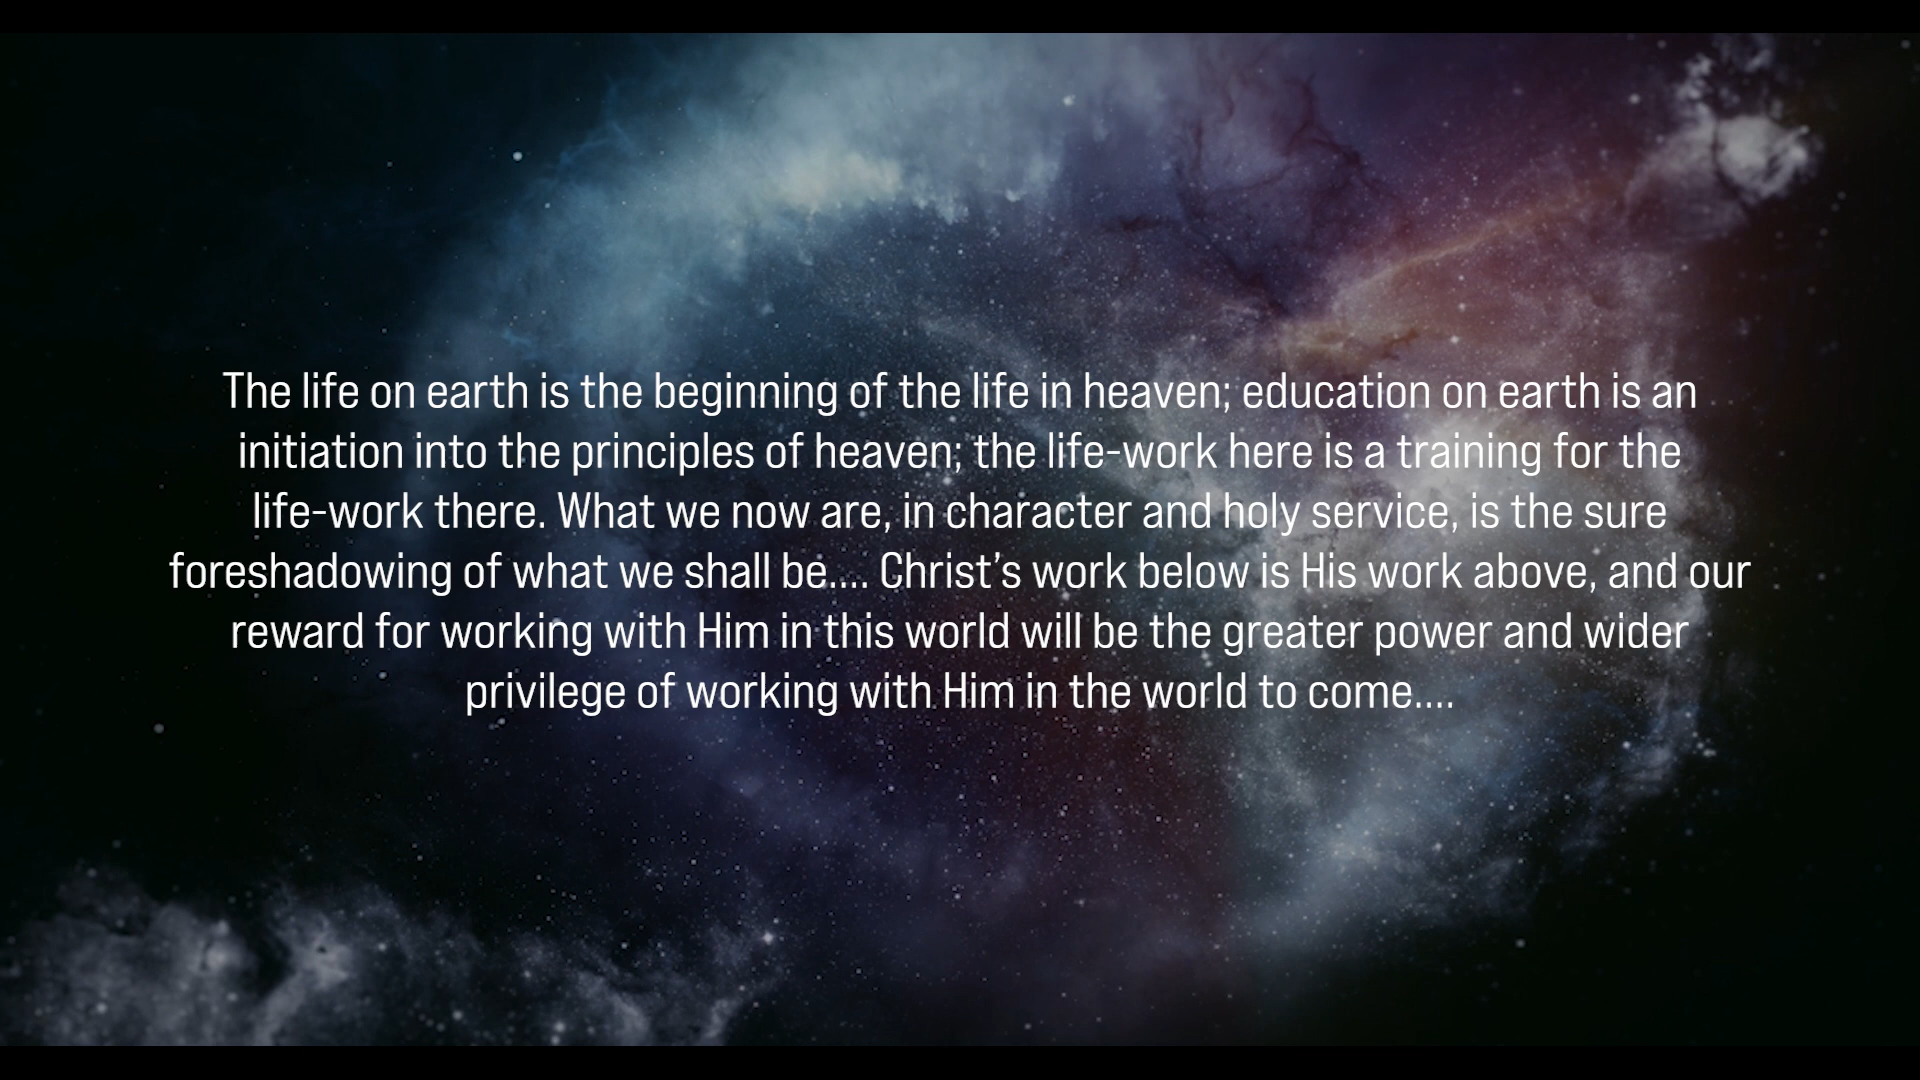 The life on earth is the beginning of the life in heaven; education on earth is an
initiation into the principles of heaven; the life-work here is a training for the
life-work there. What we now are, in character and holy service, is the sure
foreshadowing of what we shall be.... Christ’s work below is His work above, and our
reward for working with Him in this world will be the greater power and wider
privilege of working with Him in the world to come....